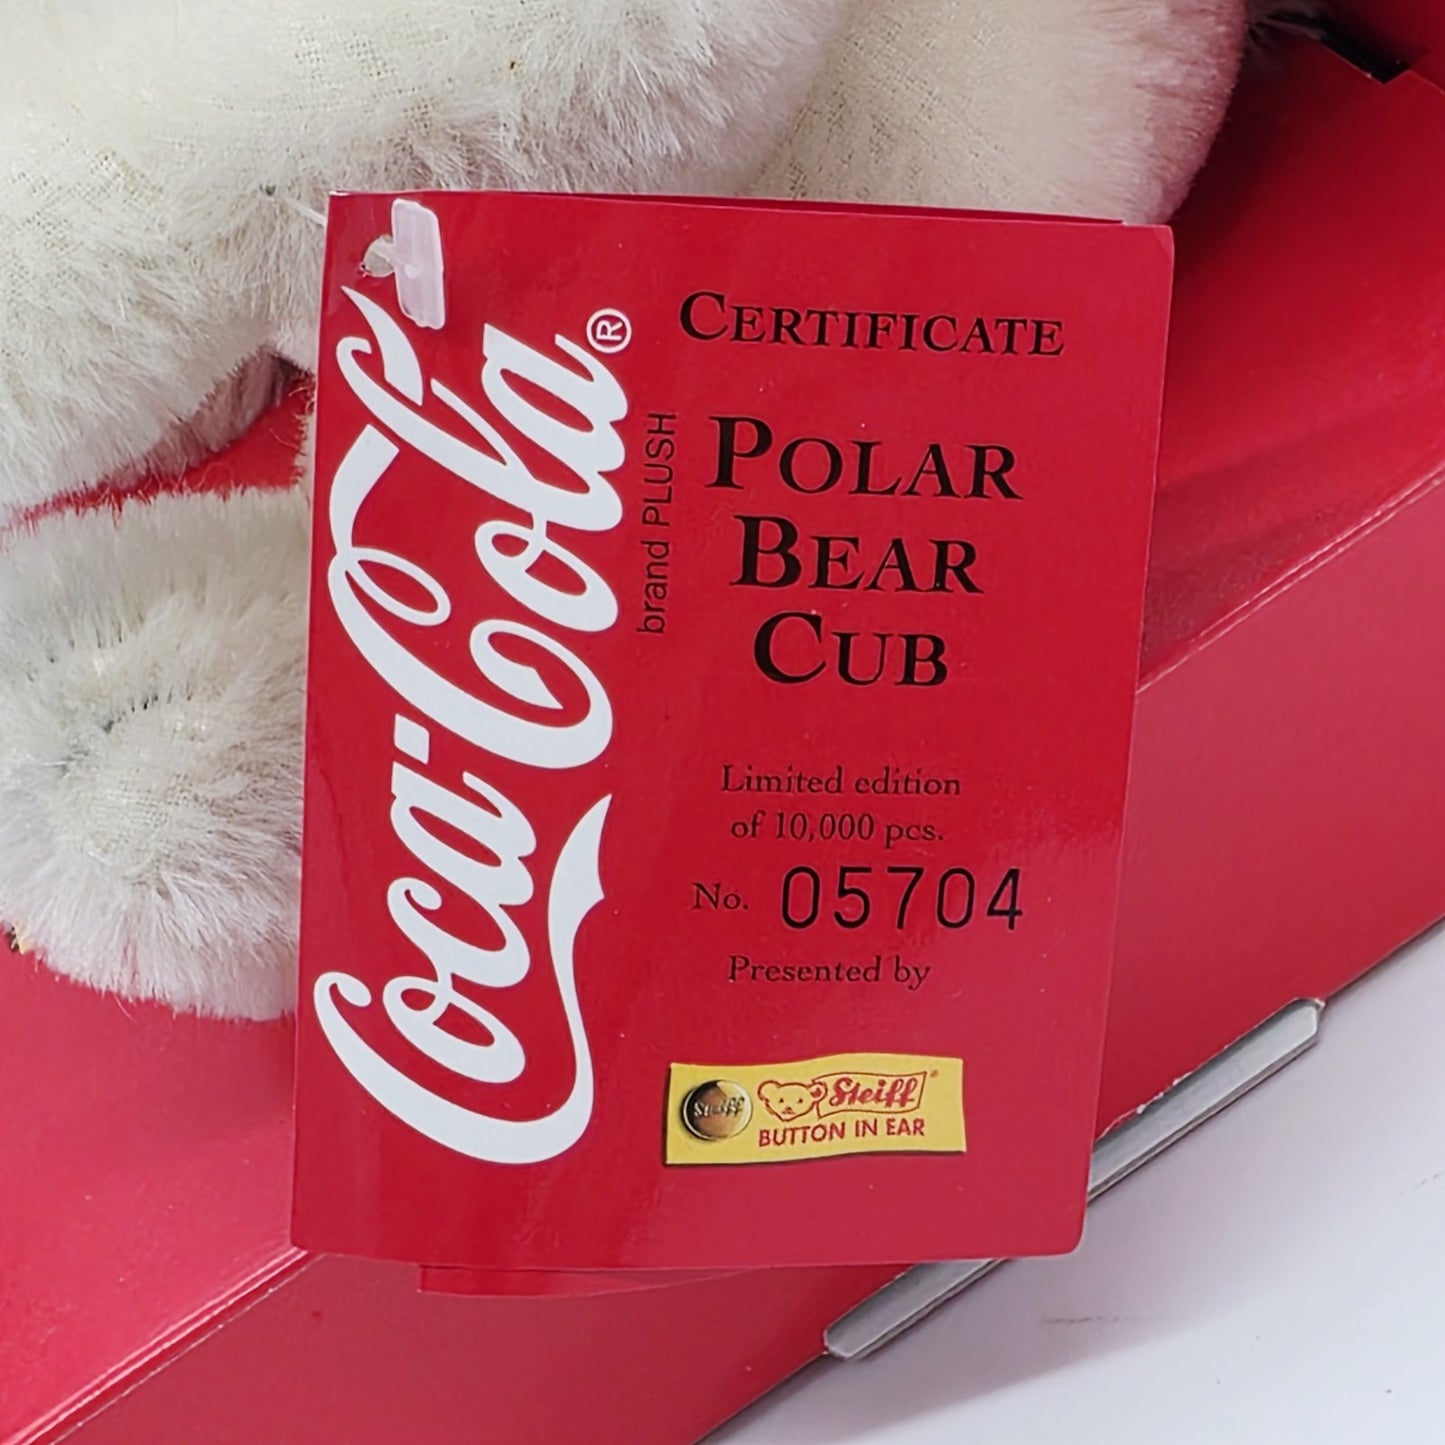 Coca-Cola®
brand PLUSH
CERTIFICATE
POLAR
BEAR
CUB
Limited edition
of 10,000 pcs.
No. 05704
Presented by
Steiff
Steiff®
BUTTON IN EAR